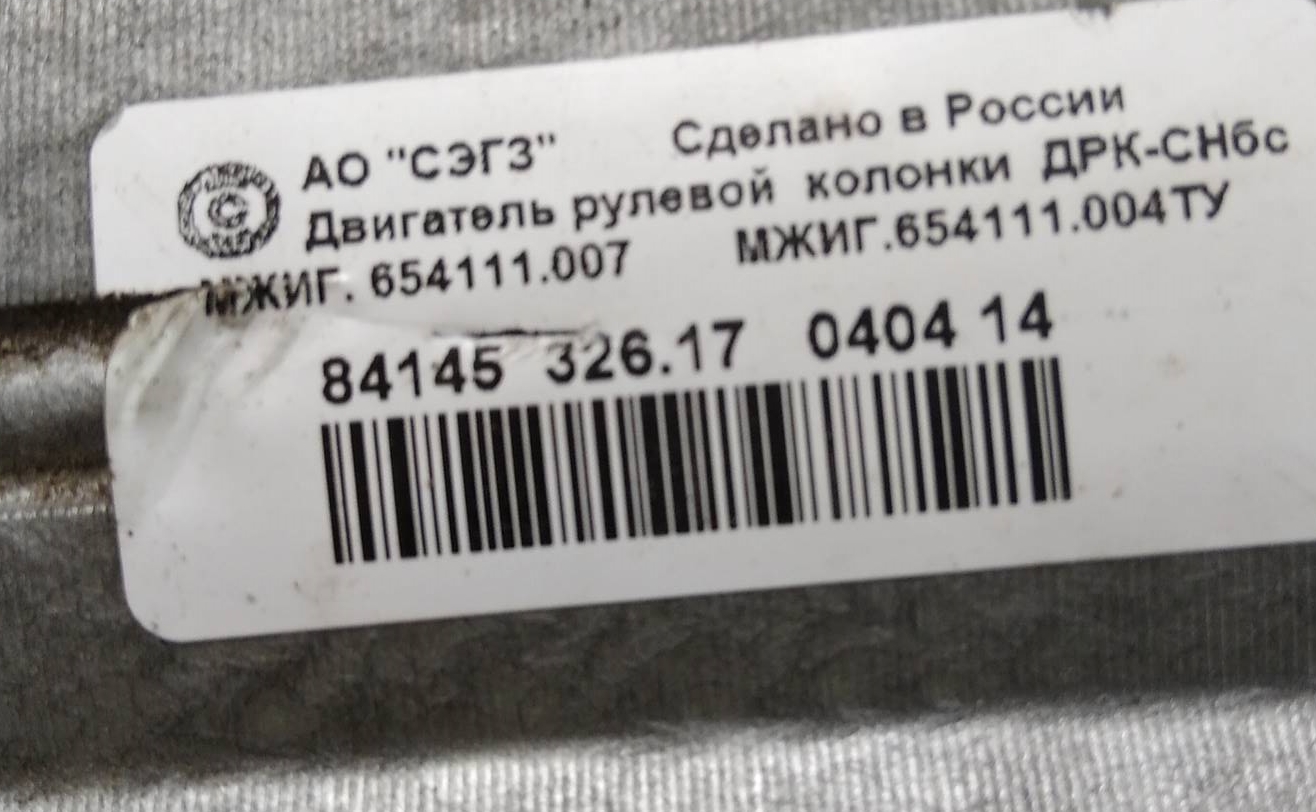 АО "СЭГЗ" Сделано в России
Двигатель рулевой колонки ДРК-СНбс
МЖИГ. 654111.007 МЖИГ.654111.004ТУ
84145 326.17 0404 14